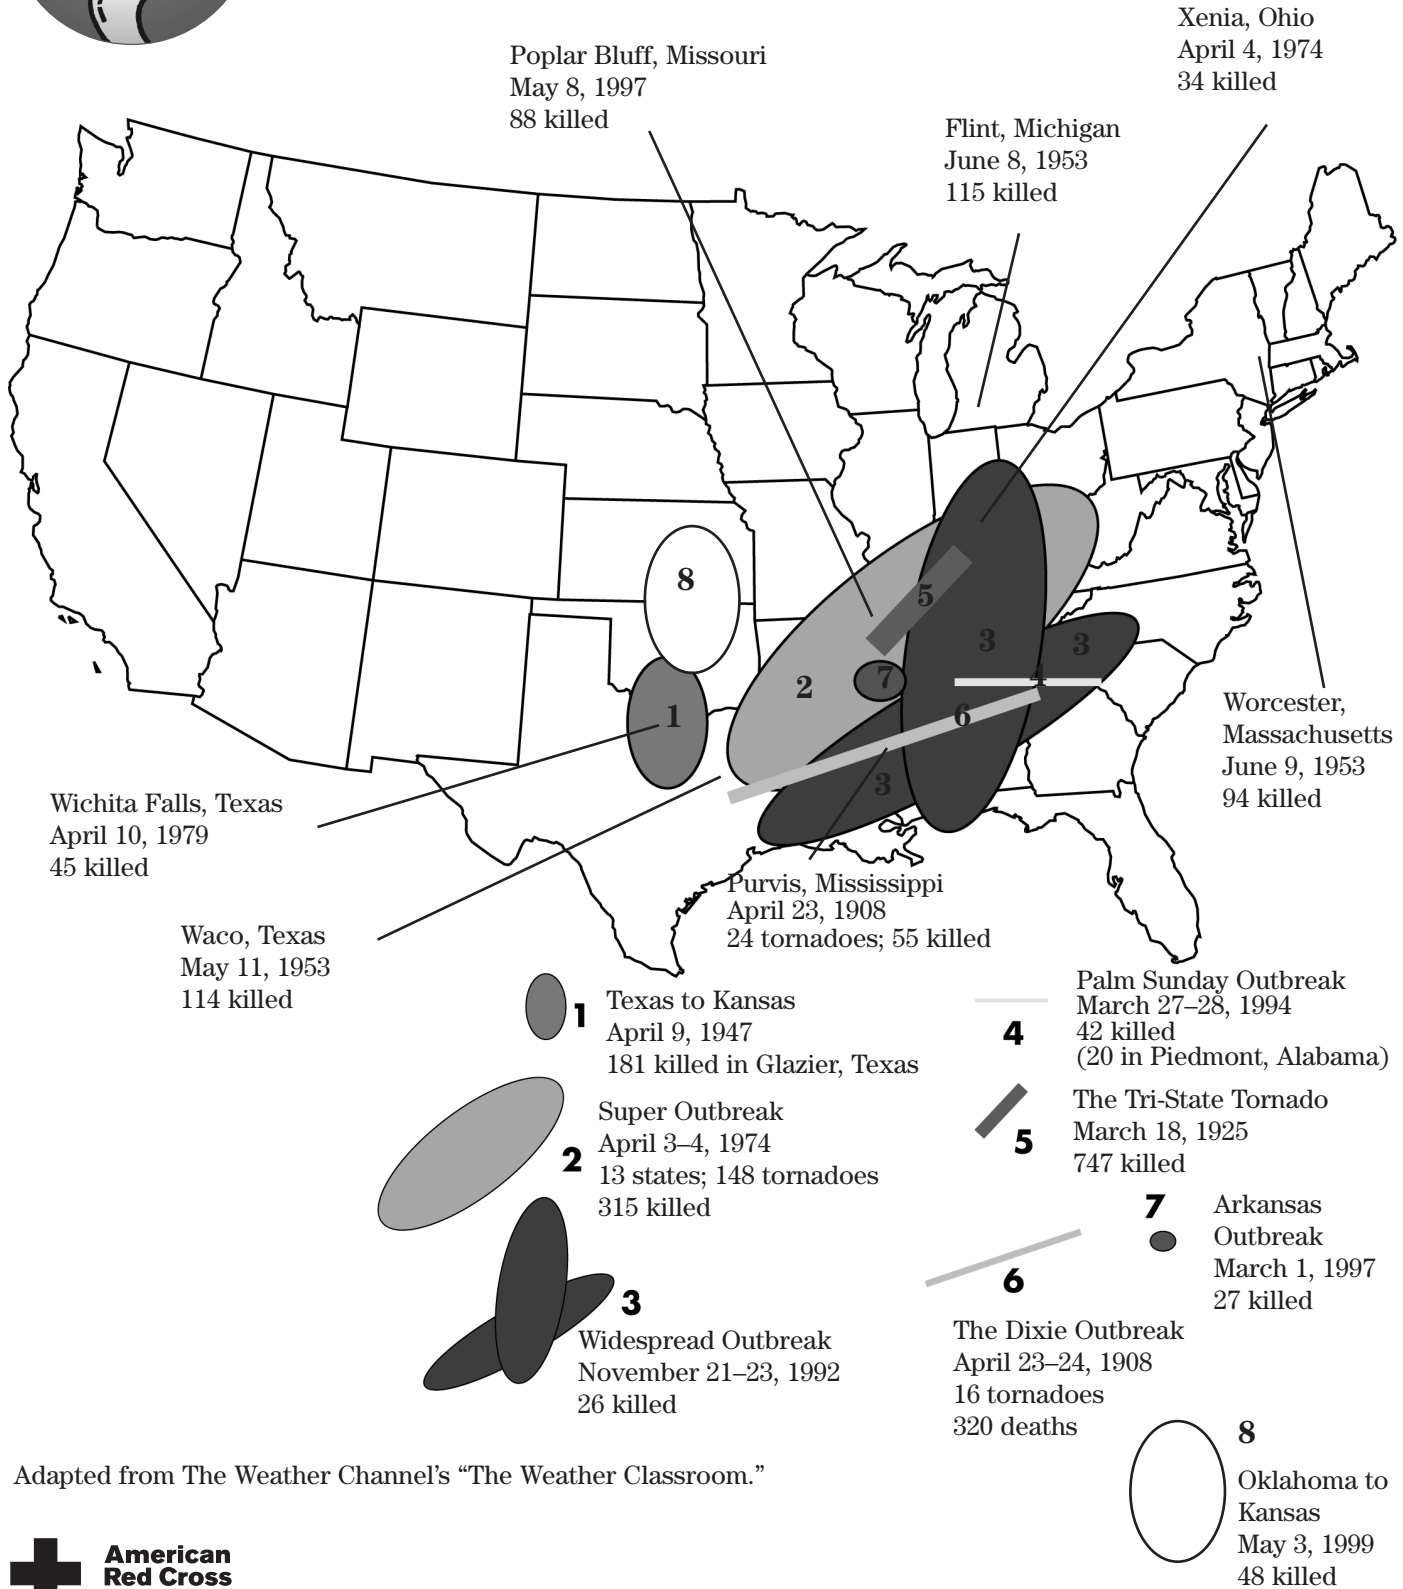 Xenia, Ohio
April 4, 1974
34 killed
Poplar Bluff, Missouri
May 8, 1997
88 killed
Flint, Michigan
June 8, 1953
115 killed
8
5
3
3
7
4
2
1
6
3
Worcester,
Massachusetts
June 9, 1953
94 killed
Wichita Falls, Texas
April 10, 1979
45 killed
Purvis, Mississippi
April 23, 1908
24 tornadoes; 55 killed
Waco, Texas
May 11, 1953
114 killed
1
Texas to Kansas
April 9, 1947
181 killed in Glazier, Texas
2
Super Outbreak
April 3–4, 1974
13 states; 148 tornadoes
315 killed
3
Widespread Outbreak
November 21–23, 1992
26 killed
4
Palm Sunday Outbreak
March 27–28, 1994
42 killed
(20 in Piedmont, Alabama)
5
The Tri-State Tornado
March 18, 1925
747 killed
6
The Dixie Outbreak
April 23–24, 1908
16 tornadoes
320 deaths
7
Arkansas
Outbreak
March 1, 1997
27 killed
8
Oklahoma to
Kansas
May 3, 1999
48 killed
Adapted from The Weather Channel’s “The Weather Classroom.”
American
Red Cross